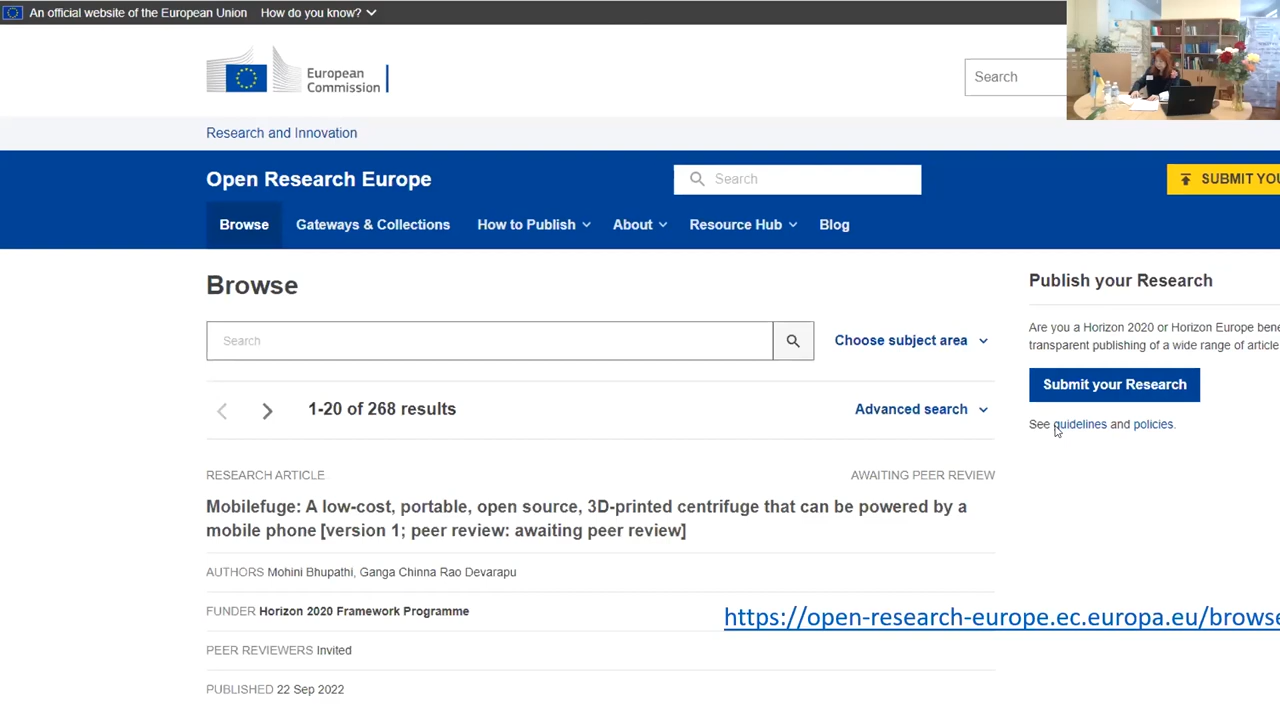 An official website of the European Union How do you know?
European
Commission
Search
Research and Innovation
Open Research Europe
Search
SUBMIT YOU
Browse Gateways & Collections How to Publish About Resource Hub Blog
Browse
Search
Choose subject area
1-20 of 268 results
Advanced search
RESEARCH ARTICLE
AWAITING PEER REVIEW
Mobilefuge: A low-cost, portable, open source, 3D-printed centrifuge that can be powered by a
mobile phone [version 1; peer review: awaiting peer review]
AUTHORS Mohini Bhupathi, Ganga Chinna Rao Devarapu
FUNDER Horizon 2020 Framework Programme
PEER REVIEWERS Invited
PUBLISHED 22 Sep 2022
Publish your Research
Are you a Horizon 2020 or Horizon Europe bene
transparent publishing of a wide range of article
Submit your Research
See guidelines and policies.
https://open-research-europe.ec.europa.eu/browse